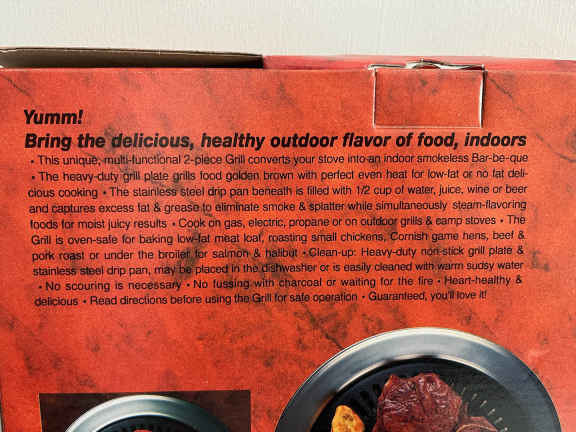 Yumm!
Bring the delicious, healthy outdoor flavor of food, indoors
• This unique, multi-functional 2-piece Grill converts your stove into an indoor smokeless Bar-be-que
• The heavy-duty grill plate grills food golden brown with perfect even heat for low-fat or no fat deli-
cious cooking • The stainless steel drip pan beneath is filled with 1/2 cup of water, juice, wine or beer
and captures excess fat & grease to eliminate smoke & splatter while simultaneously steam-flavoring
foods for moist juicy results • Cook on gas, electric, propane or on outdoor grills & camp stoves • The
Grill is oven-safe for baking low-fat meat loaf, roasting small chickens, Cornish game hens, beef &
pork roast or under the broiler for salmon & halibut • Clean-up: Heavy-duty non-stick grill plate &
stainless steel drip pan, may be placed in the dishwasher or is easily cleaned with warm sudsy water
• No scouring is necessary • No fussing with charcoal or waiting for the fire • Heart-healthy &
delicious • Read directions before using the Grill for safe operation • Guaranteed, you'll love it!